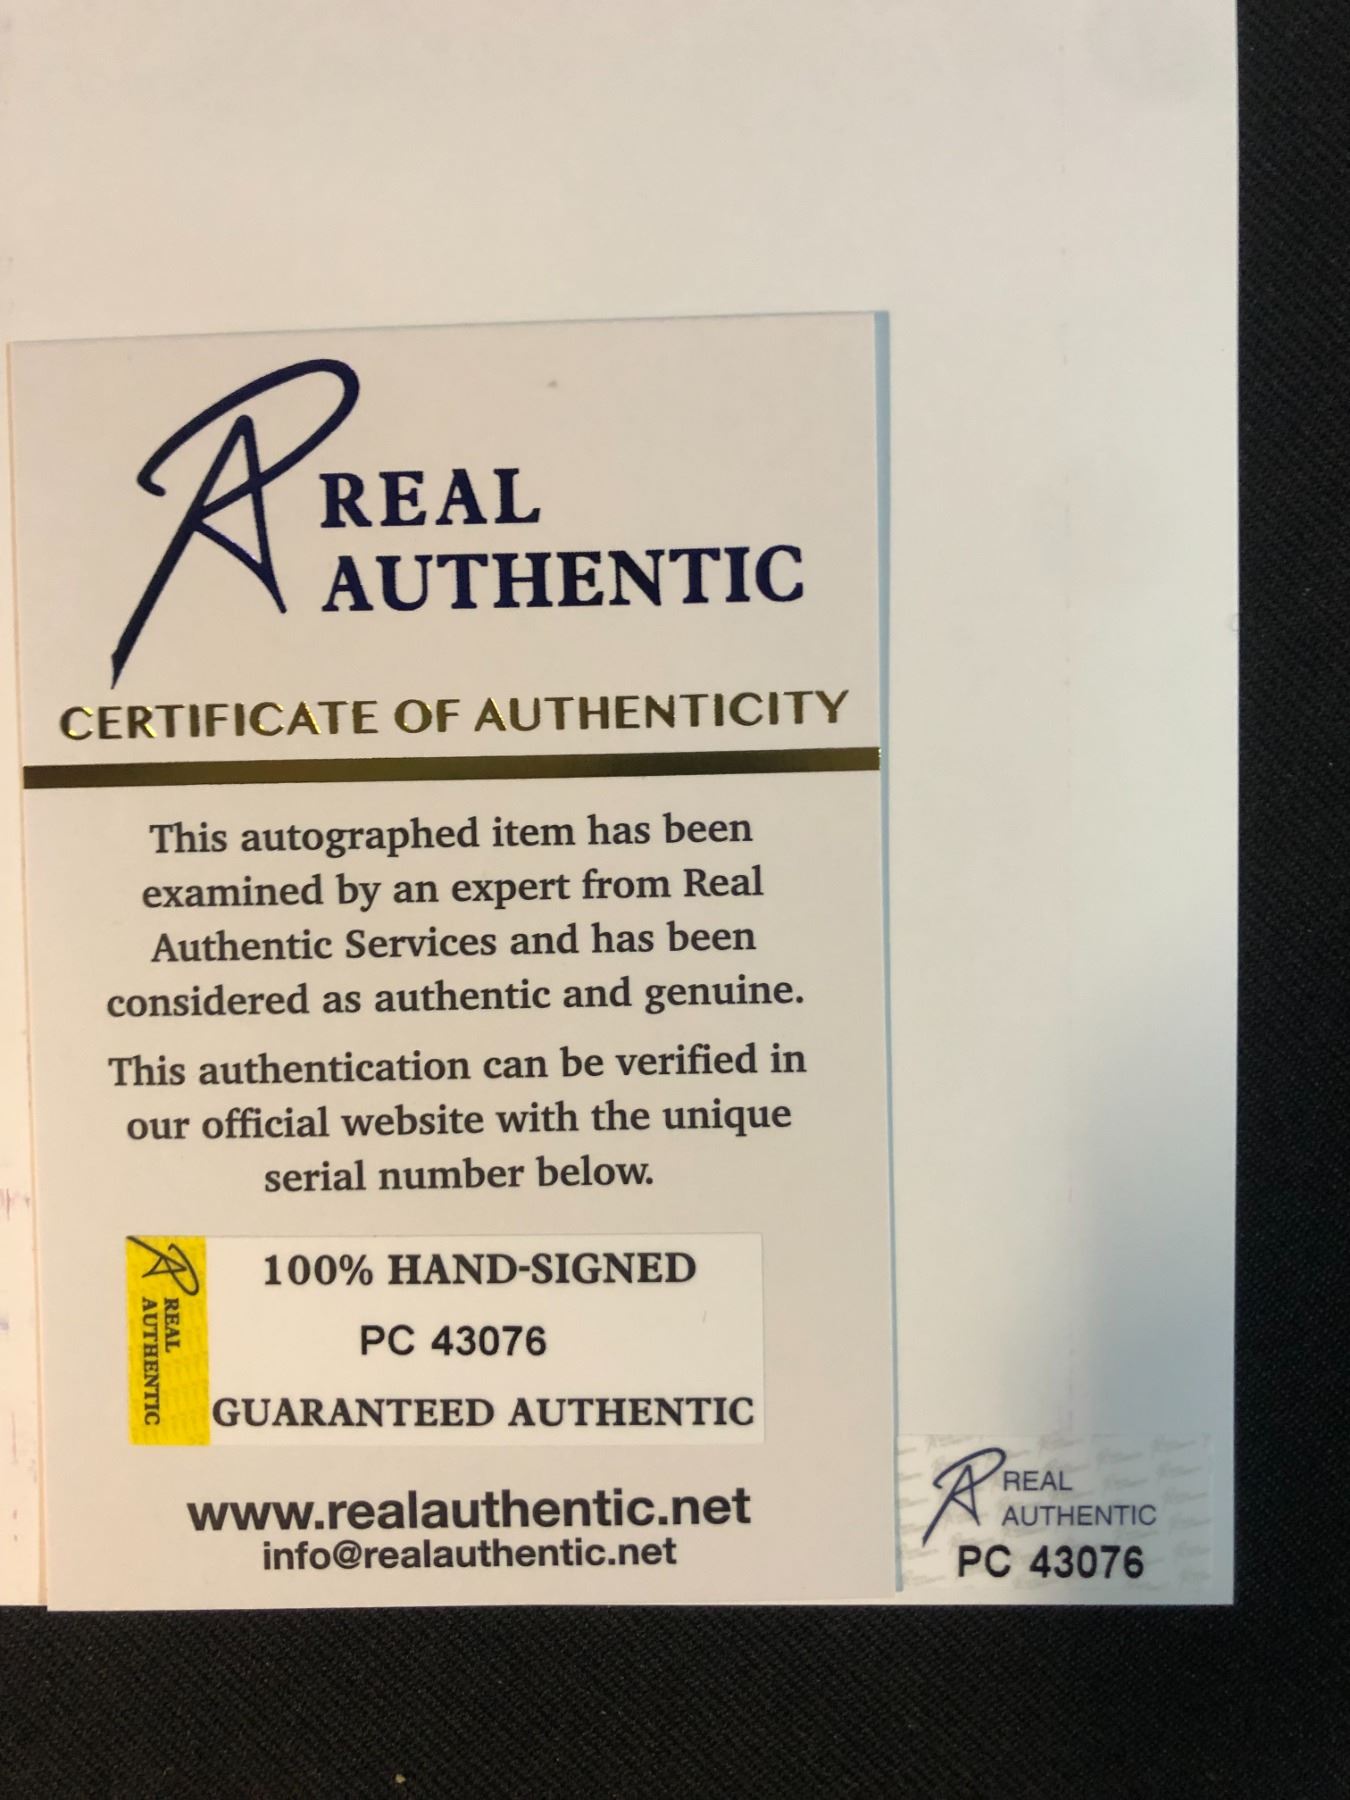 REAL
AUTHENTIC
CERTIFICATE OF AUTHENTICITY
This autographed item has been
examined by an expert from Real
Authentic Services and has been
considered as authentic and genuine.
This authentication can be verified in
our official website with the unique
serial number below.
REAL
AUTHENTIC
100% HAND-SIGNED
PC 43076
GUARANTEED AUTHENTIC
www.realauthentic.net
info@realauthentic.net
REAL
AUTHENTIC
PC 43076